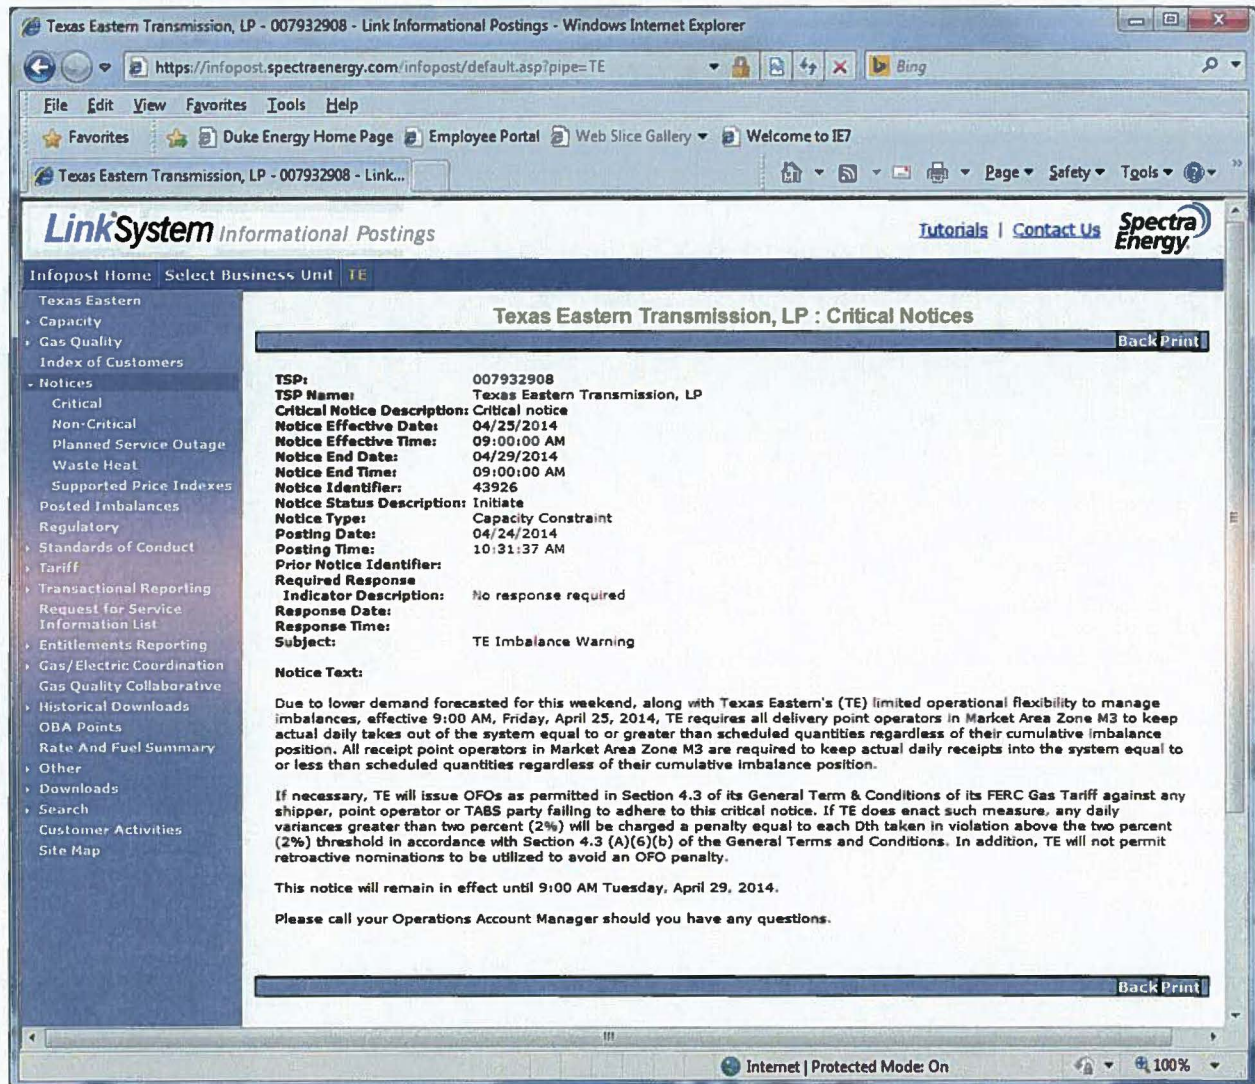 Texas Eastern Transmission, LP - 007932908 - Link Informational Postings - Windows Internet Explorer
https://infopost.spectraenergy.com/infopost/default.asp?pipe=TE
Bing
File Edit View Favorites Tools Help
Favorites Duke Energy Home Page Employee Portal Web Slice Gallery Welcome to IE7
Texas Eastern Transmission, LP - 007932908 - Link...
Page Safety Tools
LinkSystem Informational Postings
Tutorials | Contact Us
Spectra Energy
Infopost Home Select Business Unit TE
Texas Eastern
Capacity
Gas Quality
Index of Customers
Notices
Critical
Non-Critical
Planned Service Outage
Waste Heat
Supported Price Indexes
Posted Imbalances
Regulatory
Standards of Conduct
Tariff
Transactional Reporting
Request for Service
Information List
Entitlements Reporting
Gas/Electric Coordination
Gas Quality Collaborative
Historical Downloads
OBA Points
Rate And Fuel Summary
Other
Downloads
Search
Customer Activities
Site Map
Texas Eastern Transmission, LP : Critical Notices
Back Print
TSP: 007932908
TSP Name: Texas Eastern Transmission, LP
Critical Notice Description: Critical notice
Notice Effective Date: 04/25/2014
Notice Effective Time: 09:00:00 AM
Notice End Date: 04/29/2014
Notice End Time: 09:00:00 AM
Notice Identifier: 43926
Notice Status Description: Initiate
Notice Type: Capacity Constraint
Posting Date: 04/24/2014
Posting Time: 10:31:37 AM
Prior Notice Identifier:
Required Response
Indicator Description: No response required
Response Date:
Response Time:
Subject: TE Imbalance Warning
Notice Text:
Due to lower demand forecasted for this weekend, along with Texas Eastern's (TE) limited operational flexibility to manage
imbalances, effective 9:00 AM, Friday, April 25, 2014, TE requires all delivery point operators in Market Area Zone M3 to keep
actual daily takes out of the system equal to or greater than scheduled quantities regardless of their cumulative imbalance
position. All receipt point operators in Market Area Zone M3 are required to keep actual daily receipts into the system equal to
or less than scheduled quantities regardless of their cumulative imbalance position.
If necessary, TE will issue OFOs as permitted in Section 4.3 of its General Term & Conditions of its FERC Gas Tariff against any
shipper, point operator or TABS party failing to adhere to this critical notice. If TE does enact such measure, any daily
variances greater than two percent (2%) will be charged a penalty equal to each Dth taken in violation above the two percent
(2%) threshold in accordance with Section 4.3 (A)(6)(b) of the General Terms and Conditions. In addition, TE will not permit
retroactive nominations to be utilized to avoid an OFO penalty.
This notice will remain in effect until 9:00 AM Tuesday, April 29, 2014.
Please call your Operations Account Manager should you have any questions.
Back Print
Internet | Protected Mode: On
100%